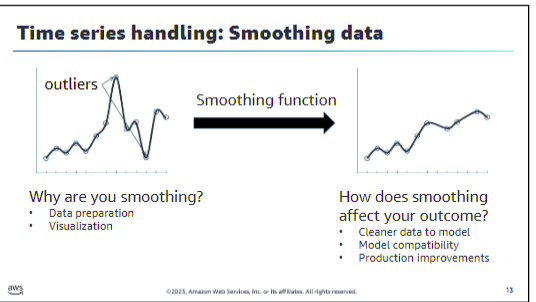 Time series handling: Smoothing data
outliers
Smoothing function
Why are you smoothing?
• Data preparation
• Visualization
How does smoothing
affect your outcome?
• Cleaner data to model
• Model compatibility
• Production improvements
aws
©2023, Amazon Web Services, Inc. or its affiliates. All rights reserved.
13